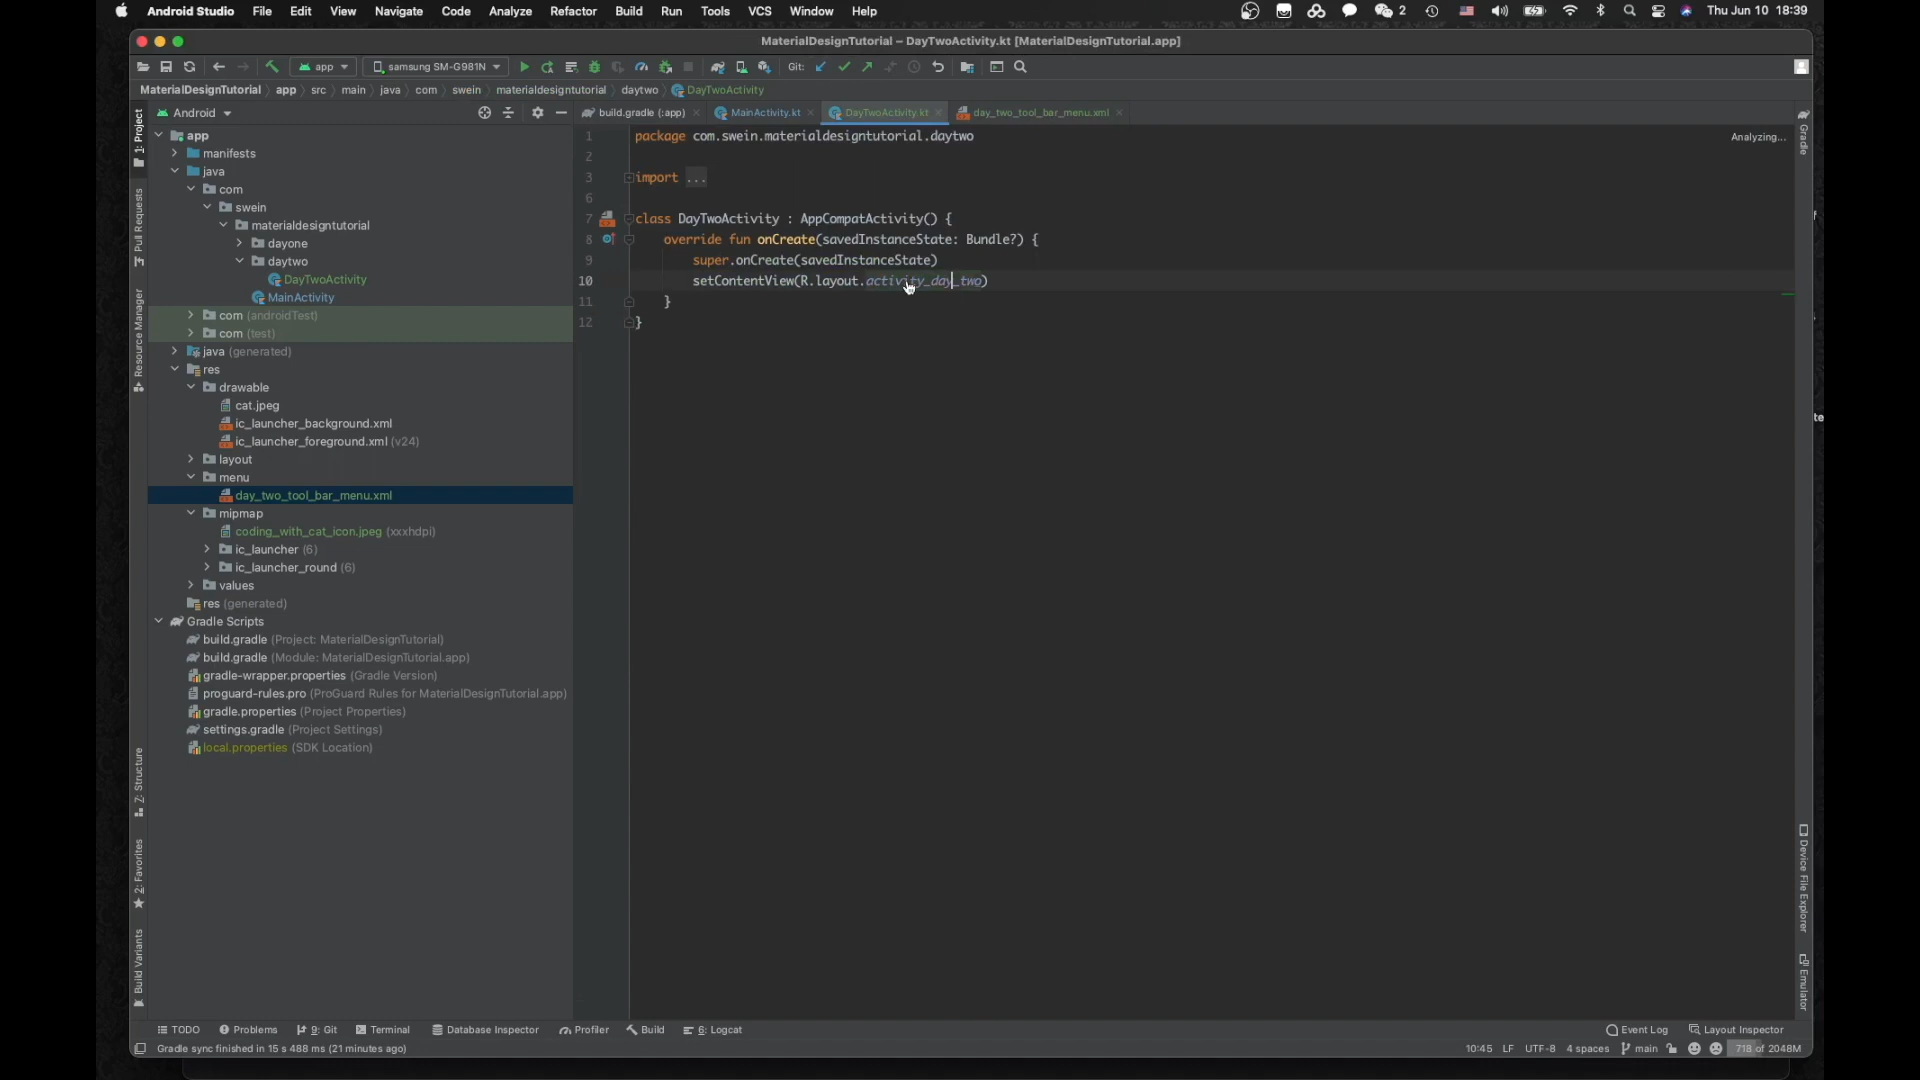 Android Studio File Edit View Navigate Code Analyze Refactor Build Run Tools VCS Window Help 2 Thu Jun 10 18:39
MaterialDesignTutorial – DayTwoActivity.kt [MaterialDesignTutorial.app]
app samsung SM-G981N Git:
MaterialDesignTutorial app src main java com swein materialdesigntutorial daytwo DayTwoActivity
Android
build.gradle (:app) MainActivity.kt DayTwoActivity.kt day_two_tool_bar_menu.xml
1: Project
Pull Requests
Resource Manager
Z: Structure
2: Favorites
Build Variants
app
manifests
java
com
swein
materialdesigntutorial
dayone
daytwo
DayTwoActivity
MainActivity
com (androidTest)
com (test)
java (generated)
res
drawable
cat.jpeg
ic_launcher_background.xml
ic_launcher_foreground.xml (v24)
layout
menu
day_two_tool_bar_menu.xml
mipmap
coding_with_cat_icon.jpeg (xxxhdpi)
ic_launcher (6)
ic_launcher_round (6)
values
res (generated)
Gradle Scripts
build.gradle (Project: MaterialDesignTutorial)
build.gradle (Module: MaterialDesignTutorial.app)
gradle-wrapper.properties (Gradle Version)
proguard-rules.pro (ProGuard Rules for MaterialDesignTutorial.app)
gradle.properties (Project Properties)
settings.gradle (Project Settings)
local.properties (SDK Location)
1 package com.swein.materialdesigntutorial.daytwo
2
3 import ...
6
7 class DayTwoActivity : AppCompatActivity() {
8 override fun onCreate(savedInstanceState: Bundle?) {
9 super.onCreate(savedInstanceState)
10 setContentView(R.layout.activity_day_two)
11 }
12 }
Analyzing...
Gradle
Device File Explorer
Emulator
TODO Problems 9: Git Terminal Database Inspector Profiler Build 6: Logcat Event Log Layout Inspector
Gradle sync finished in 15 s 488 ms (21 minutes ago) 10:45 LF UTF-8 4 spaces main 718 of 2048M